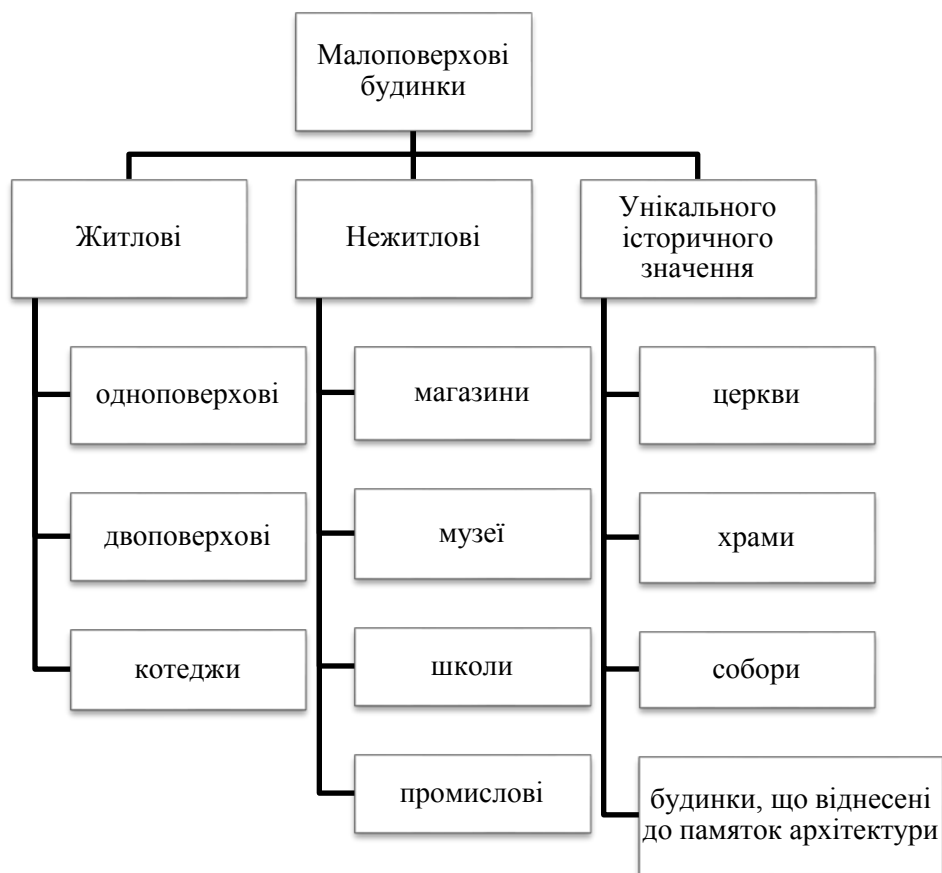 Малоповерхові
будинки
Житлові
Нежитлові
Унікального
історичного
значення
одноповерхові
магазини
церкви
двоповерхові
музеї
храми
котеджи
школи
собори
промислові
будинки, що віднесені
до памяток архітектури